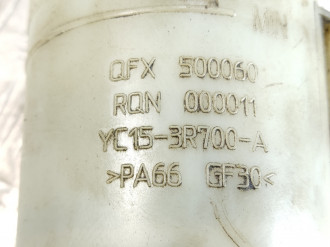 QFX 500060
RQN 000011
YC15-3R700-A
>PA66 GF30<